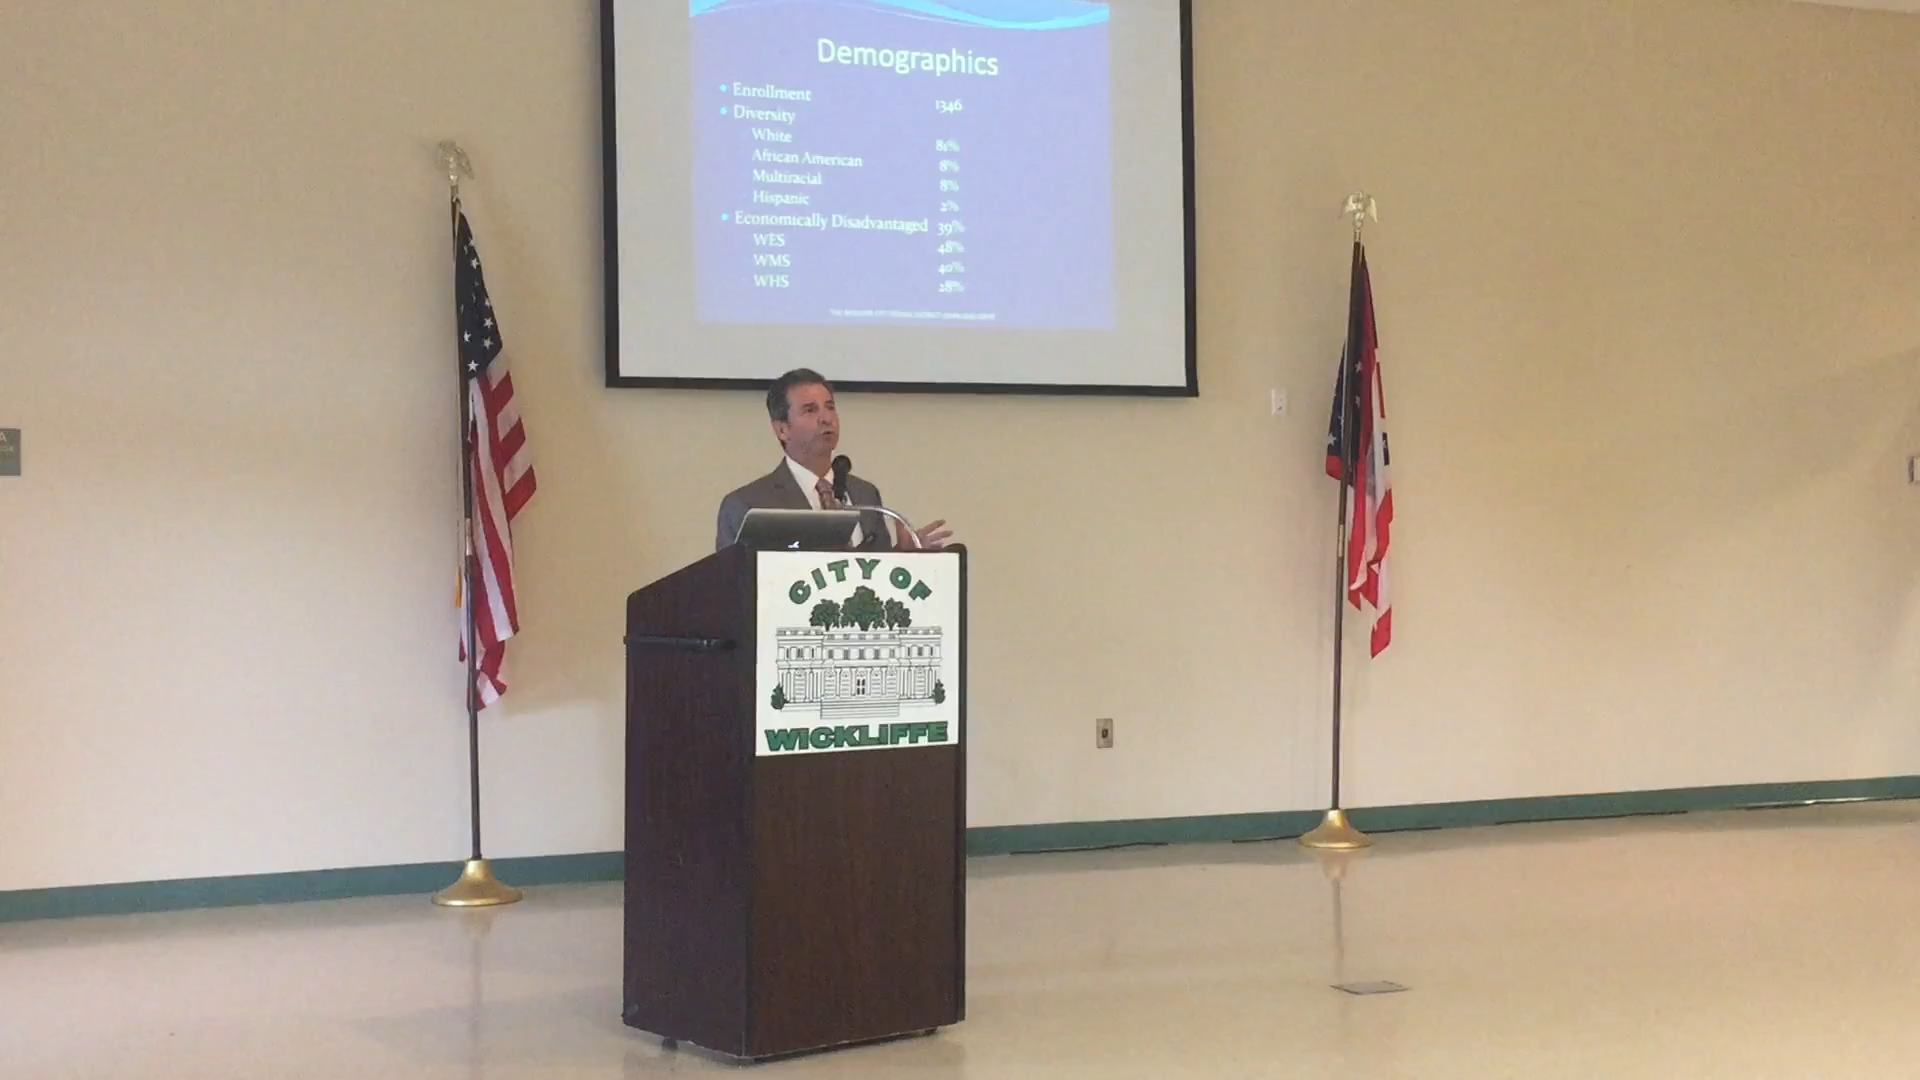 Demographics
Enrollment 1346
Diversity
White 81%
African American 8%
Multiracial 8%
Hispanic 2%
Economically Disadvantaged 39%
WES 48%
WMS 40%
WHS 28%
CITY OF
WICKLIFFE